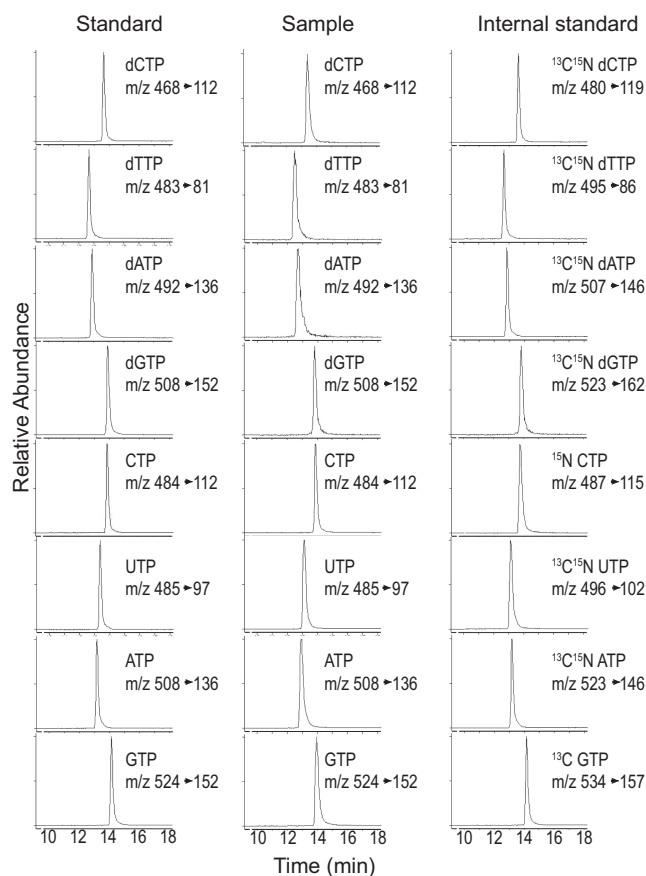 Standard Sample Internal standard
dCTP
m/z 468➤112
dCTP
m/z 468➤112
¹³C¹⁵N dCTP
m/z 480➤119
dTTP
m/z 483➤81
dTTP
m/z 483➤81
¹³C¹⁵N dTTP
m/z 495➤86
dATP
m/z 492➤136
dATP
m/z 492➤136
¹³C¹⁵N dATP
m/z 507➤146
dGTP
m/z 508➤152
dGTP
m/z 508➤152
¹³C¹⁵N dGTP
m/z 523➤162
CTP
m/z 484➤112
CTP
m/z 484➤112
¹⁵N CTP
m/z 487➤115
UTP
m/z 485➤97
UTP
m/z 485➤97
¹³C¹⁵N UTP
m/z 496➤102
ATP
m/z 508➤136
ATP
m/z 508➤136
¹³C¹⁵N ATP
m/z 523➤146
GTP
m/z 524➤152
GTP
m/z 524➤152
¹³C GTP
m/z 534➤157
Relative Abundance
10 12 14 16 18 10 12 14 16 18 10 12 14 16 18
Time (min)